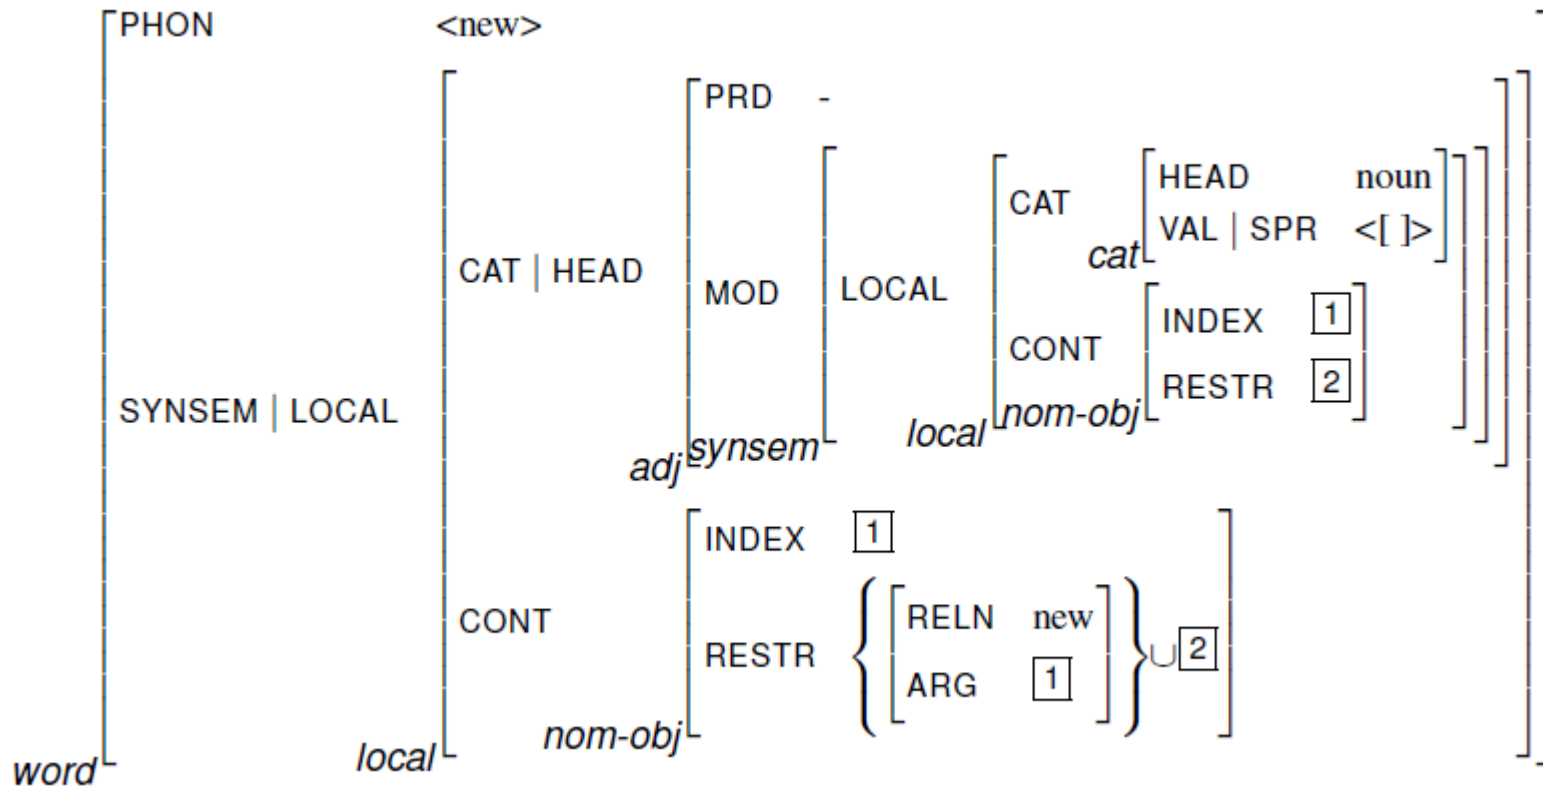 PHON <new>
PRD -
HEAD noun
CAT
VAL | SPR <[ ]>
cat
CAT | HEAD
MOD
LOCAL
INDEX 1
CONT
RESTR 2
SYNSEM | LOCAL
nom-obj
local
synsem
adj
INDEX 1
RELN new
CONT
RESTR { } ∪ 2
ARG 1
nom-obj
local
word